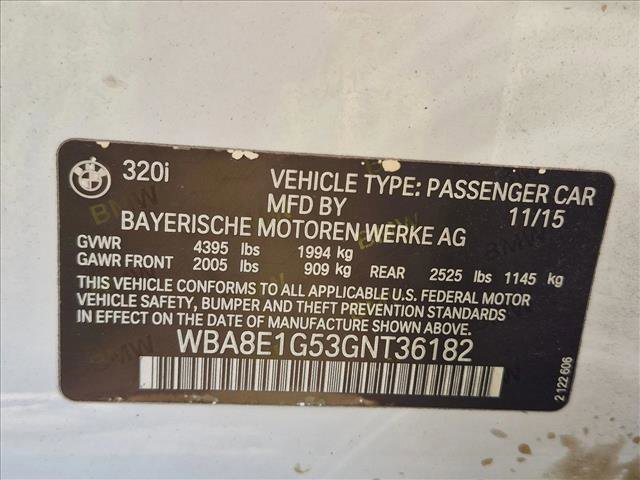 BMW 320i VEHICLE TYPE: PASSENGER CAR
MFD BY 11/15
BAYERISCHE MOTOREN WERKE AG
GVWR 4395 lbs 1994 kg
GAWR FRONT 2005 lbs 909 kg REAR 2525 lbs 1145 kg
THIS VEHICLE CONFORMS TO ALL APPLICABLE U.S. FEDERAL MOTOR
VEHICLE SAFETY, BUMPER AND THEFT PREVENTION STANDARDS
IN EFFECT ON THE DATE OF MANUFACTURE SHOWN ABOVE.
WBA8E1G53GNT36182
2 122 606